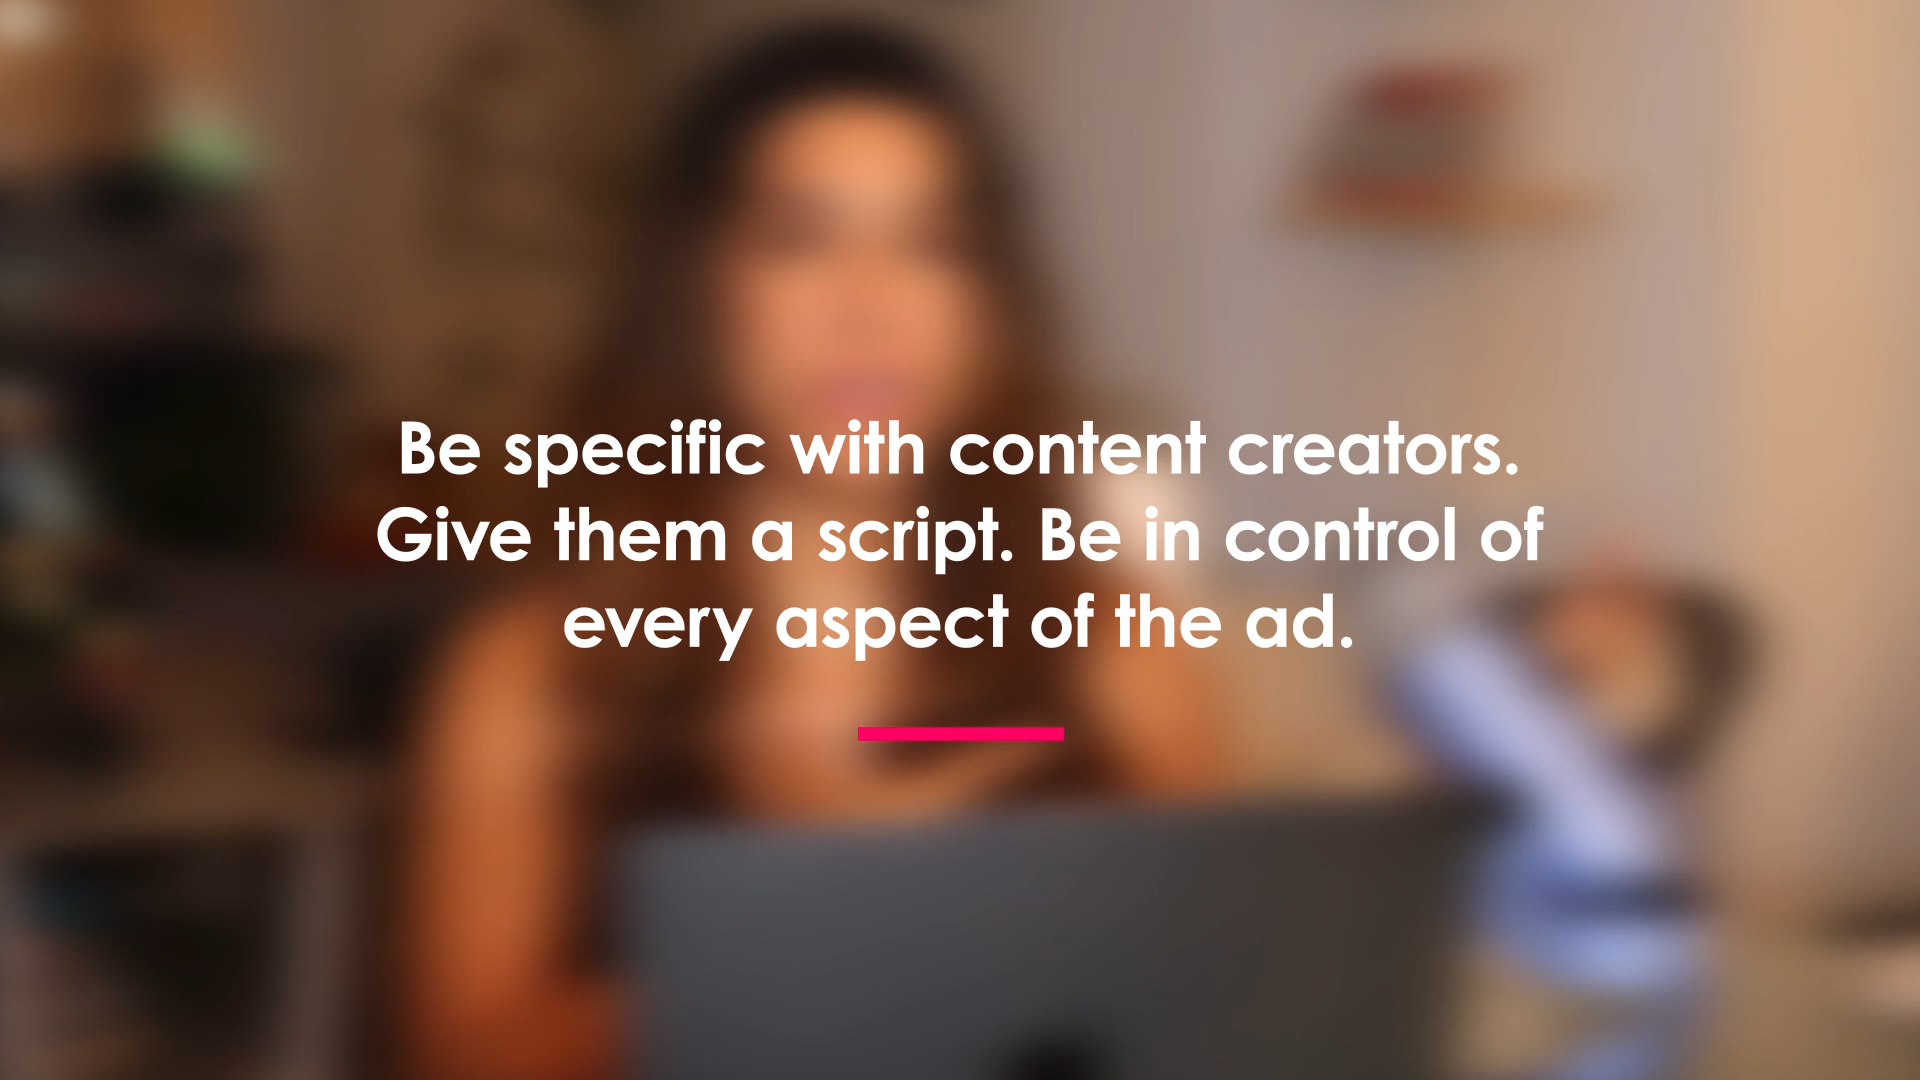 Be specific with content creators.
Give them a script. Be in control of
every aspect of the ad.